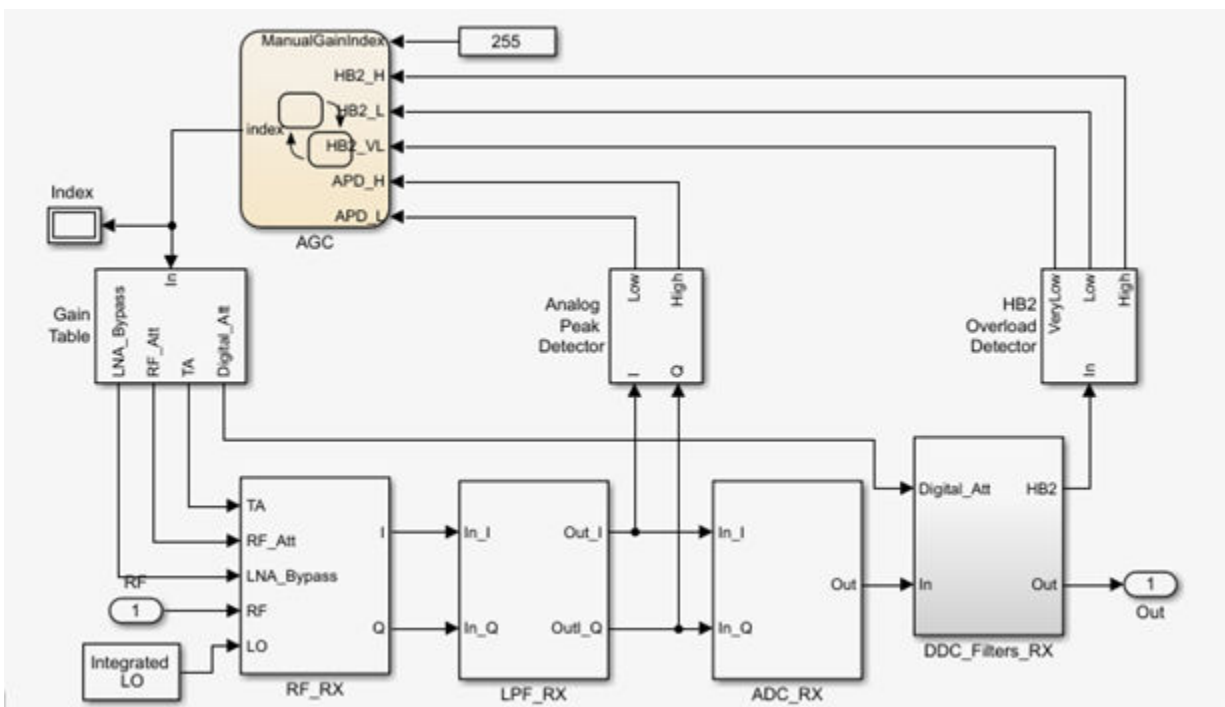 ManualGainIndex
255
HB2_H
HB2_L
index
HB2_VL
APD_H
APD_L
AGC
Index
In
LNA_Bypass
RF_Att
TA
Digital_Att
Gain
Table
Low
High
I
Q
Analog
Peak
Detector
VeryLow
Low
High
In
HB2
Overload
Detector
TA
RF_Att
LNA_Bypass
RF
LO
I
Q
RF_RX
RF
1
Integrated
LO
In_I
In_Q
Out_I
OutI_Q
LPF_RX
In_I
In_Q
Out
ADC_RX
Digital_Att
In
HB2
Out
DDC_Filters_RX
1
Out